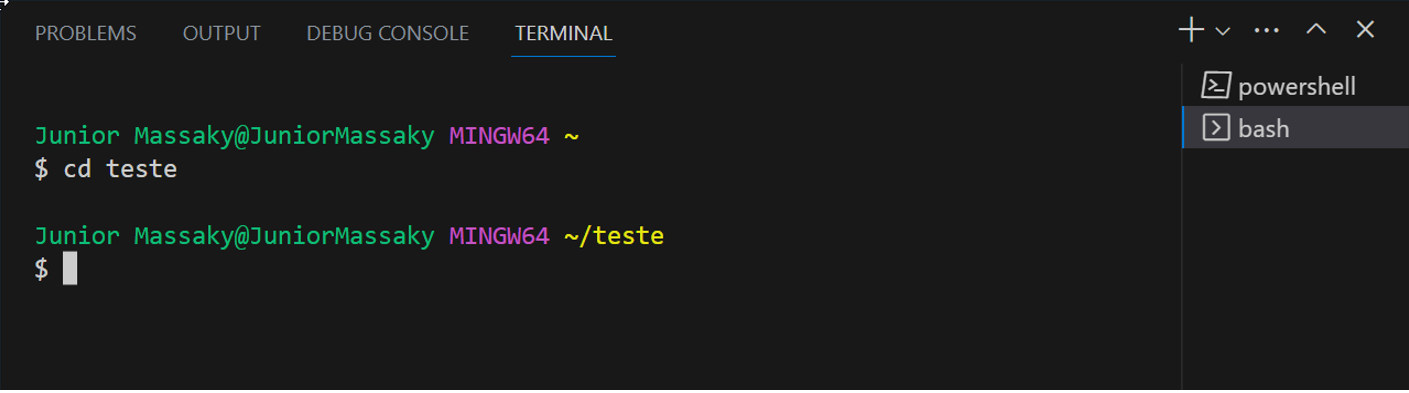 PROBLEMS OUTPUT DEBUG CONSOLE TERMINAL
powershell
bash
Junior Massaky@JuniorMassaky MINGW64 ~
$ cd teste
Junior Massaky@JuniorMassaky MINGW64 ~/teste
$